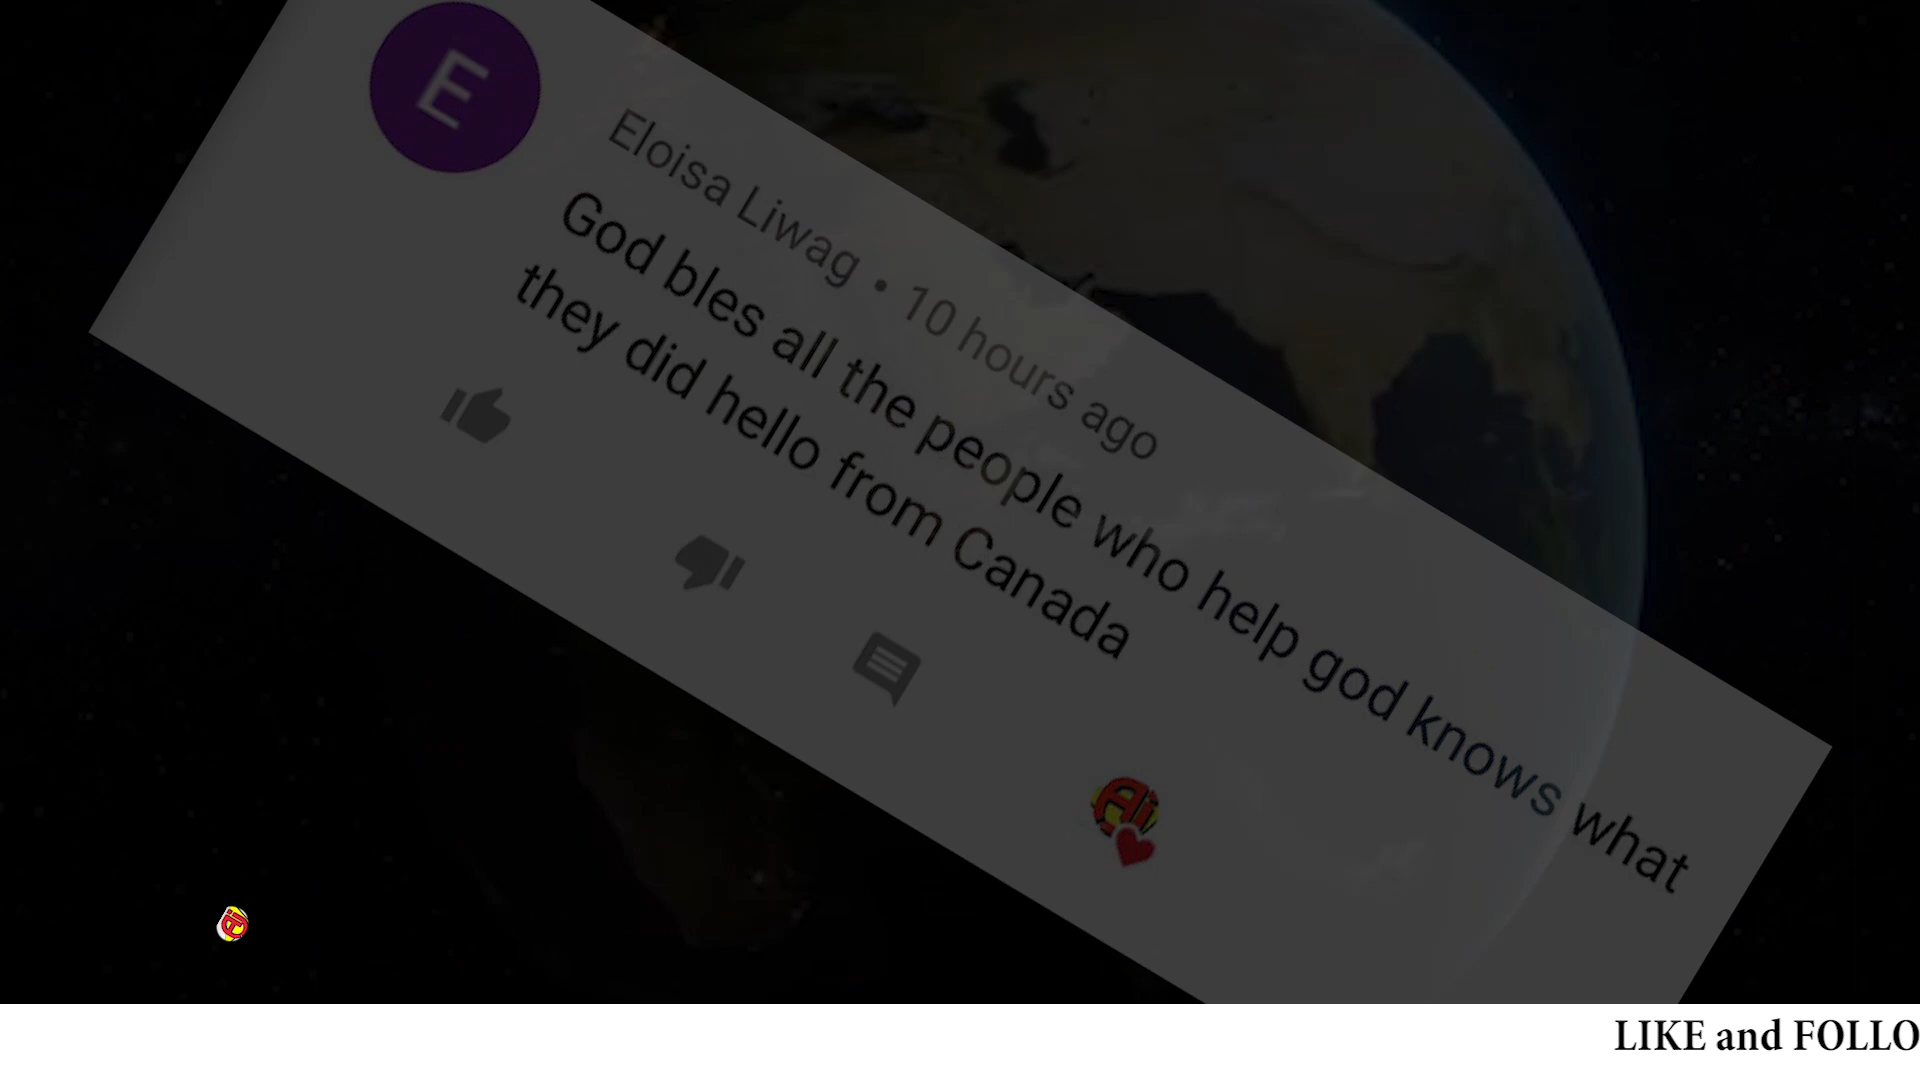 E
Eloisa Liwag • 10 hours ago
God bles all the people who help god knows what
they did hello from Canada
Ai
LIKE and FOLLO